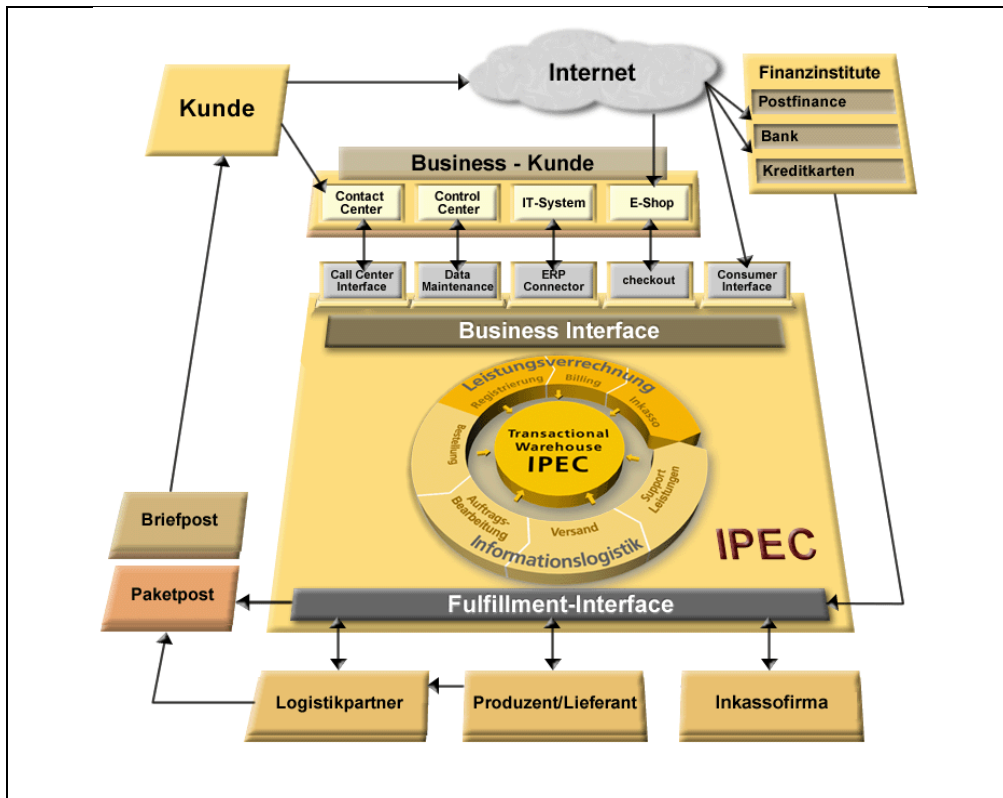 Internet
Finanzinstitute
Kunde
Postfinance
Bank
Kreditkarten
Business - Kunde
Contact
Center
Control
Center
IT-System
E-Shop
Call Center
Interface
Data
Maintenance
ERP
Connector
checkout
Consumer
Interface
Business Interface
Leistungsverrechnung
Registrierung
Billing
Inkasso
Bestellung
Transactional
Warehouse
IPEC
Support
Leistungen
Auftrags-
Bearbeitung
Versand
Informationslogistik
IPEC
Briefpost
Paketpost
Fulfillment-Interface
Logistikpartner
Produzent/Lieferant
Inkassofirma